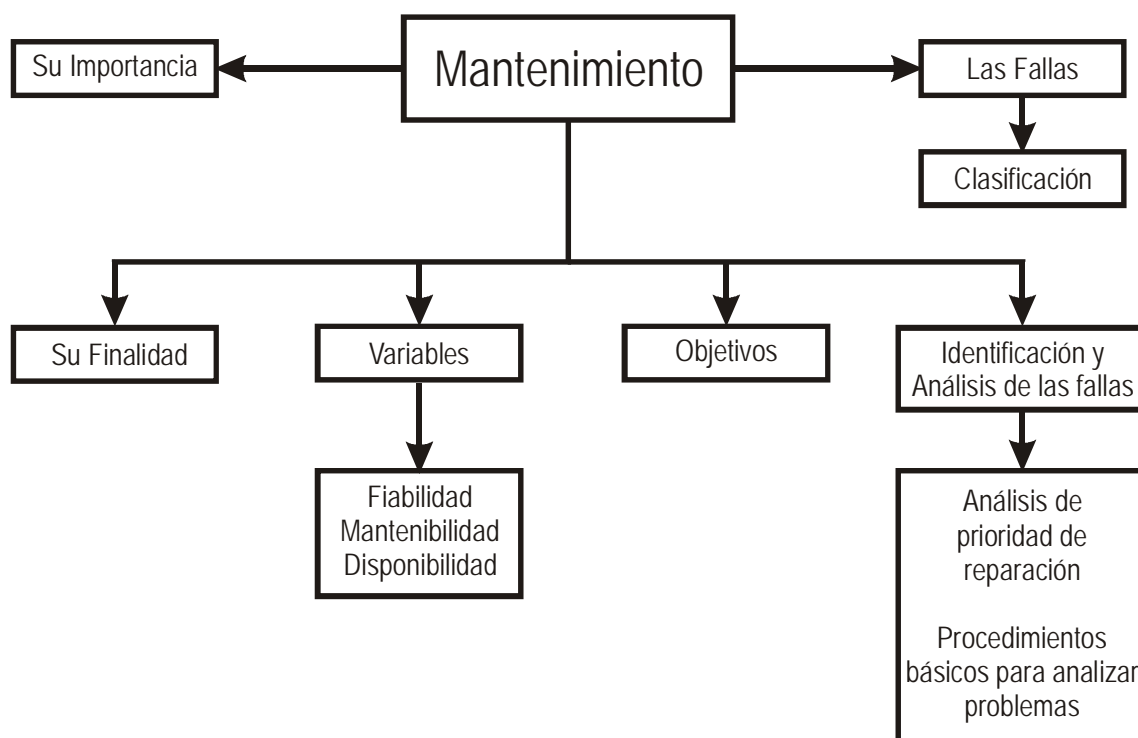 Mantenimiento
Su Importancia
Las Fallas
Clasificación
Su Finalidad
Variables
Objetivos
Identificación y
Análisis de las fallas
Fiabilidad
Mantenibilidad
Disponibilidad
Análisis de
prioridad de
reparación
Procedimientos
básicos para analizar
problemas